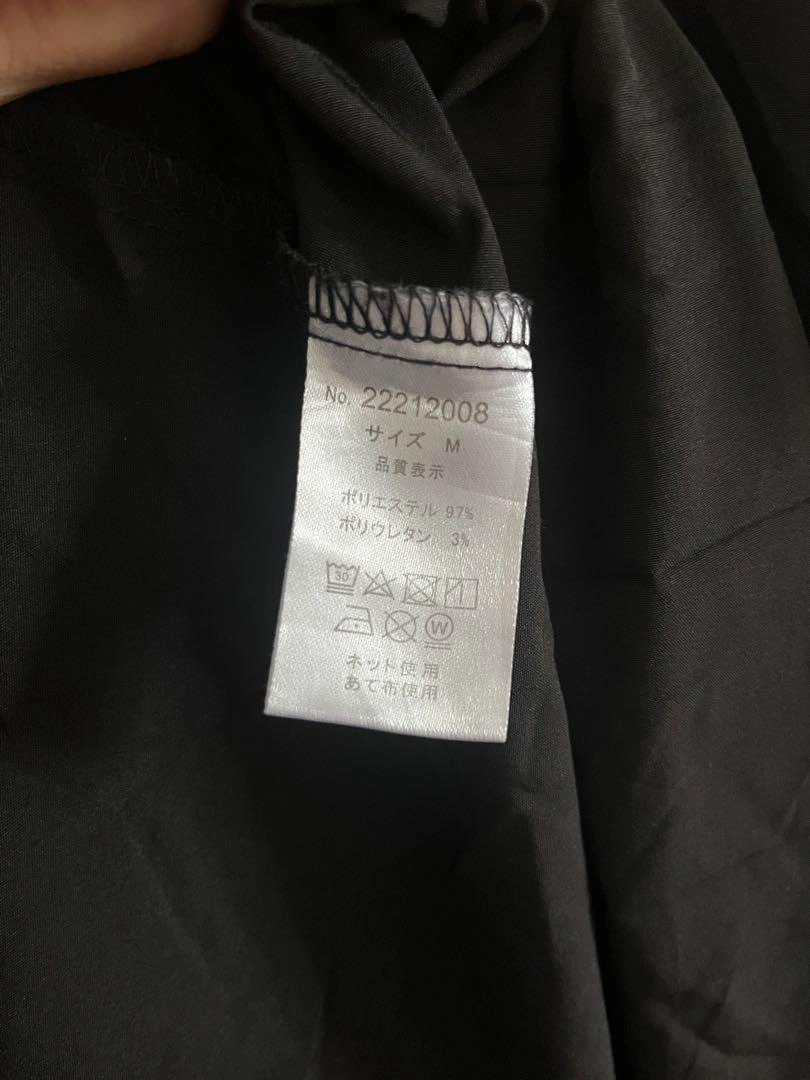 No. 22212008
サイズ M
品質表示
ポリエステル 97%
ポリウレタン 3%
30
W
ネット使用
あて布使用